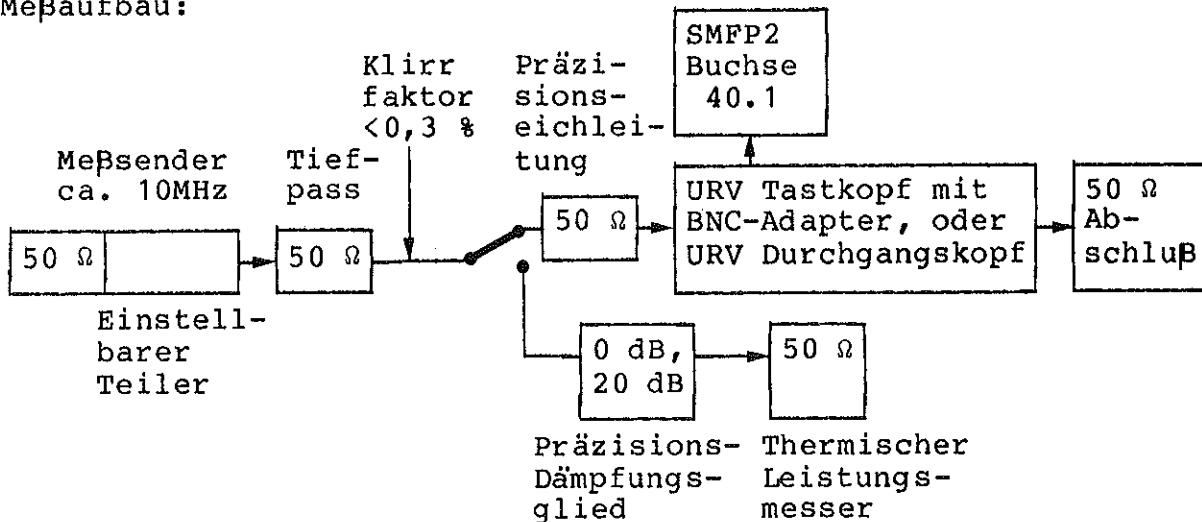 Meßaufbau:
SMFP2
Buchse
40.1
Klirr
faktor
<0,3 %
Präzi-
sions-
eichlei-
tung
Meßsender
ca. 10MHz
Tief-
pass
50 Ω
50 Ω
50 Ω
URV Tastkopf mit
BNC-Adapter, oder
URV Durchgangskopf
50 Ω
Ab-
schluß
Einstell-
barer
Teiler
0 dB,
20 dB
50 Ω
Präzisions-
Dämpfungs-
glied
Thermischer
Leistungs-
messer